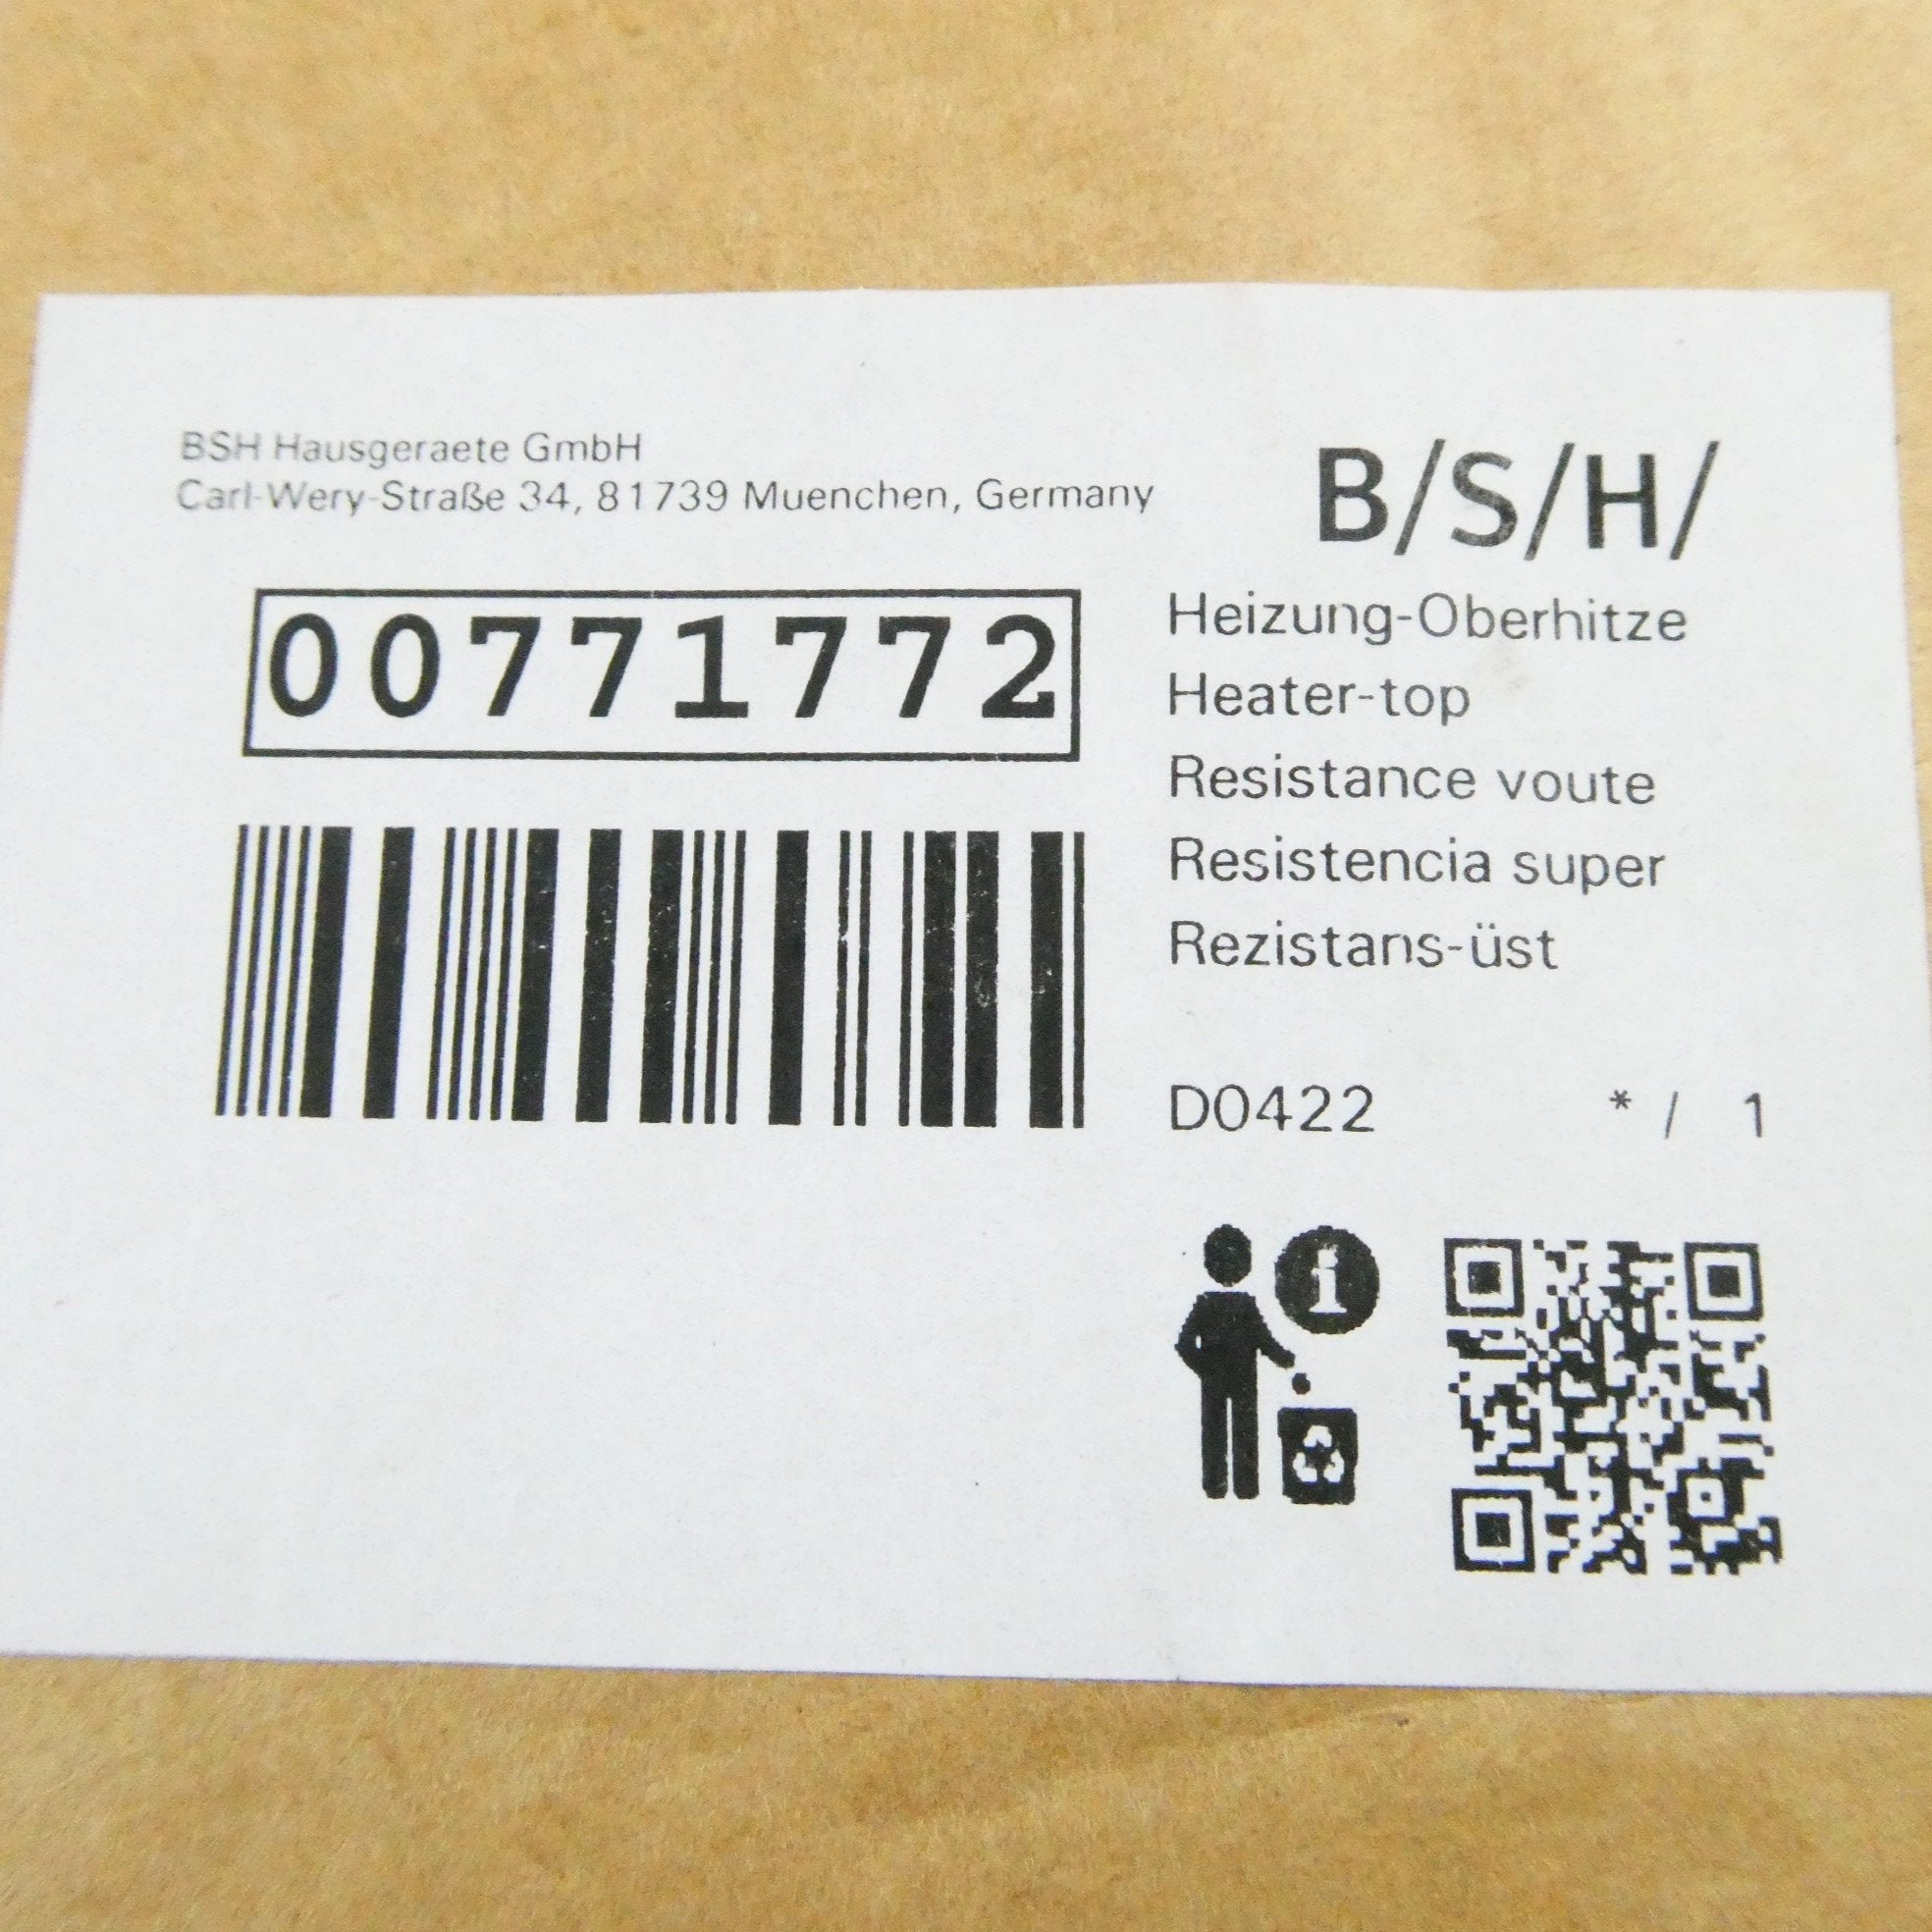 BSH Hausgeraete GmbH
Carl-Wery-Straße 34, 81739 Muenchen, Germany
B/S/H/
00771772
Heizung-Oberhitze
Heater-top
Resistance voute
Resistencia super
Rezistans-üst
D0422 * / 1
i